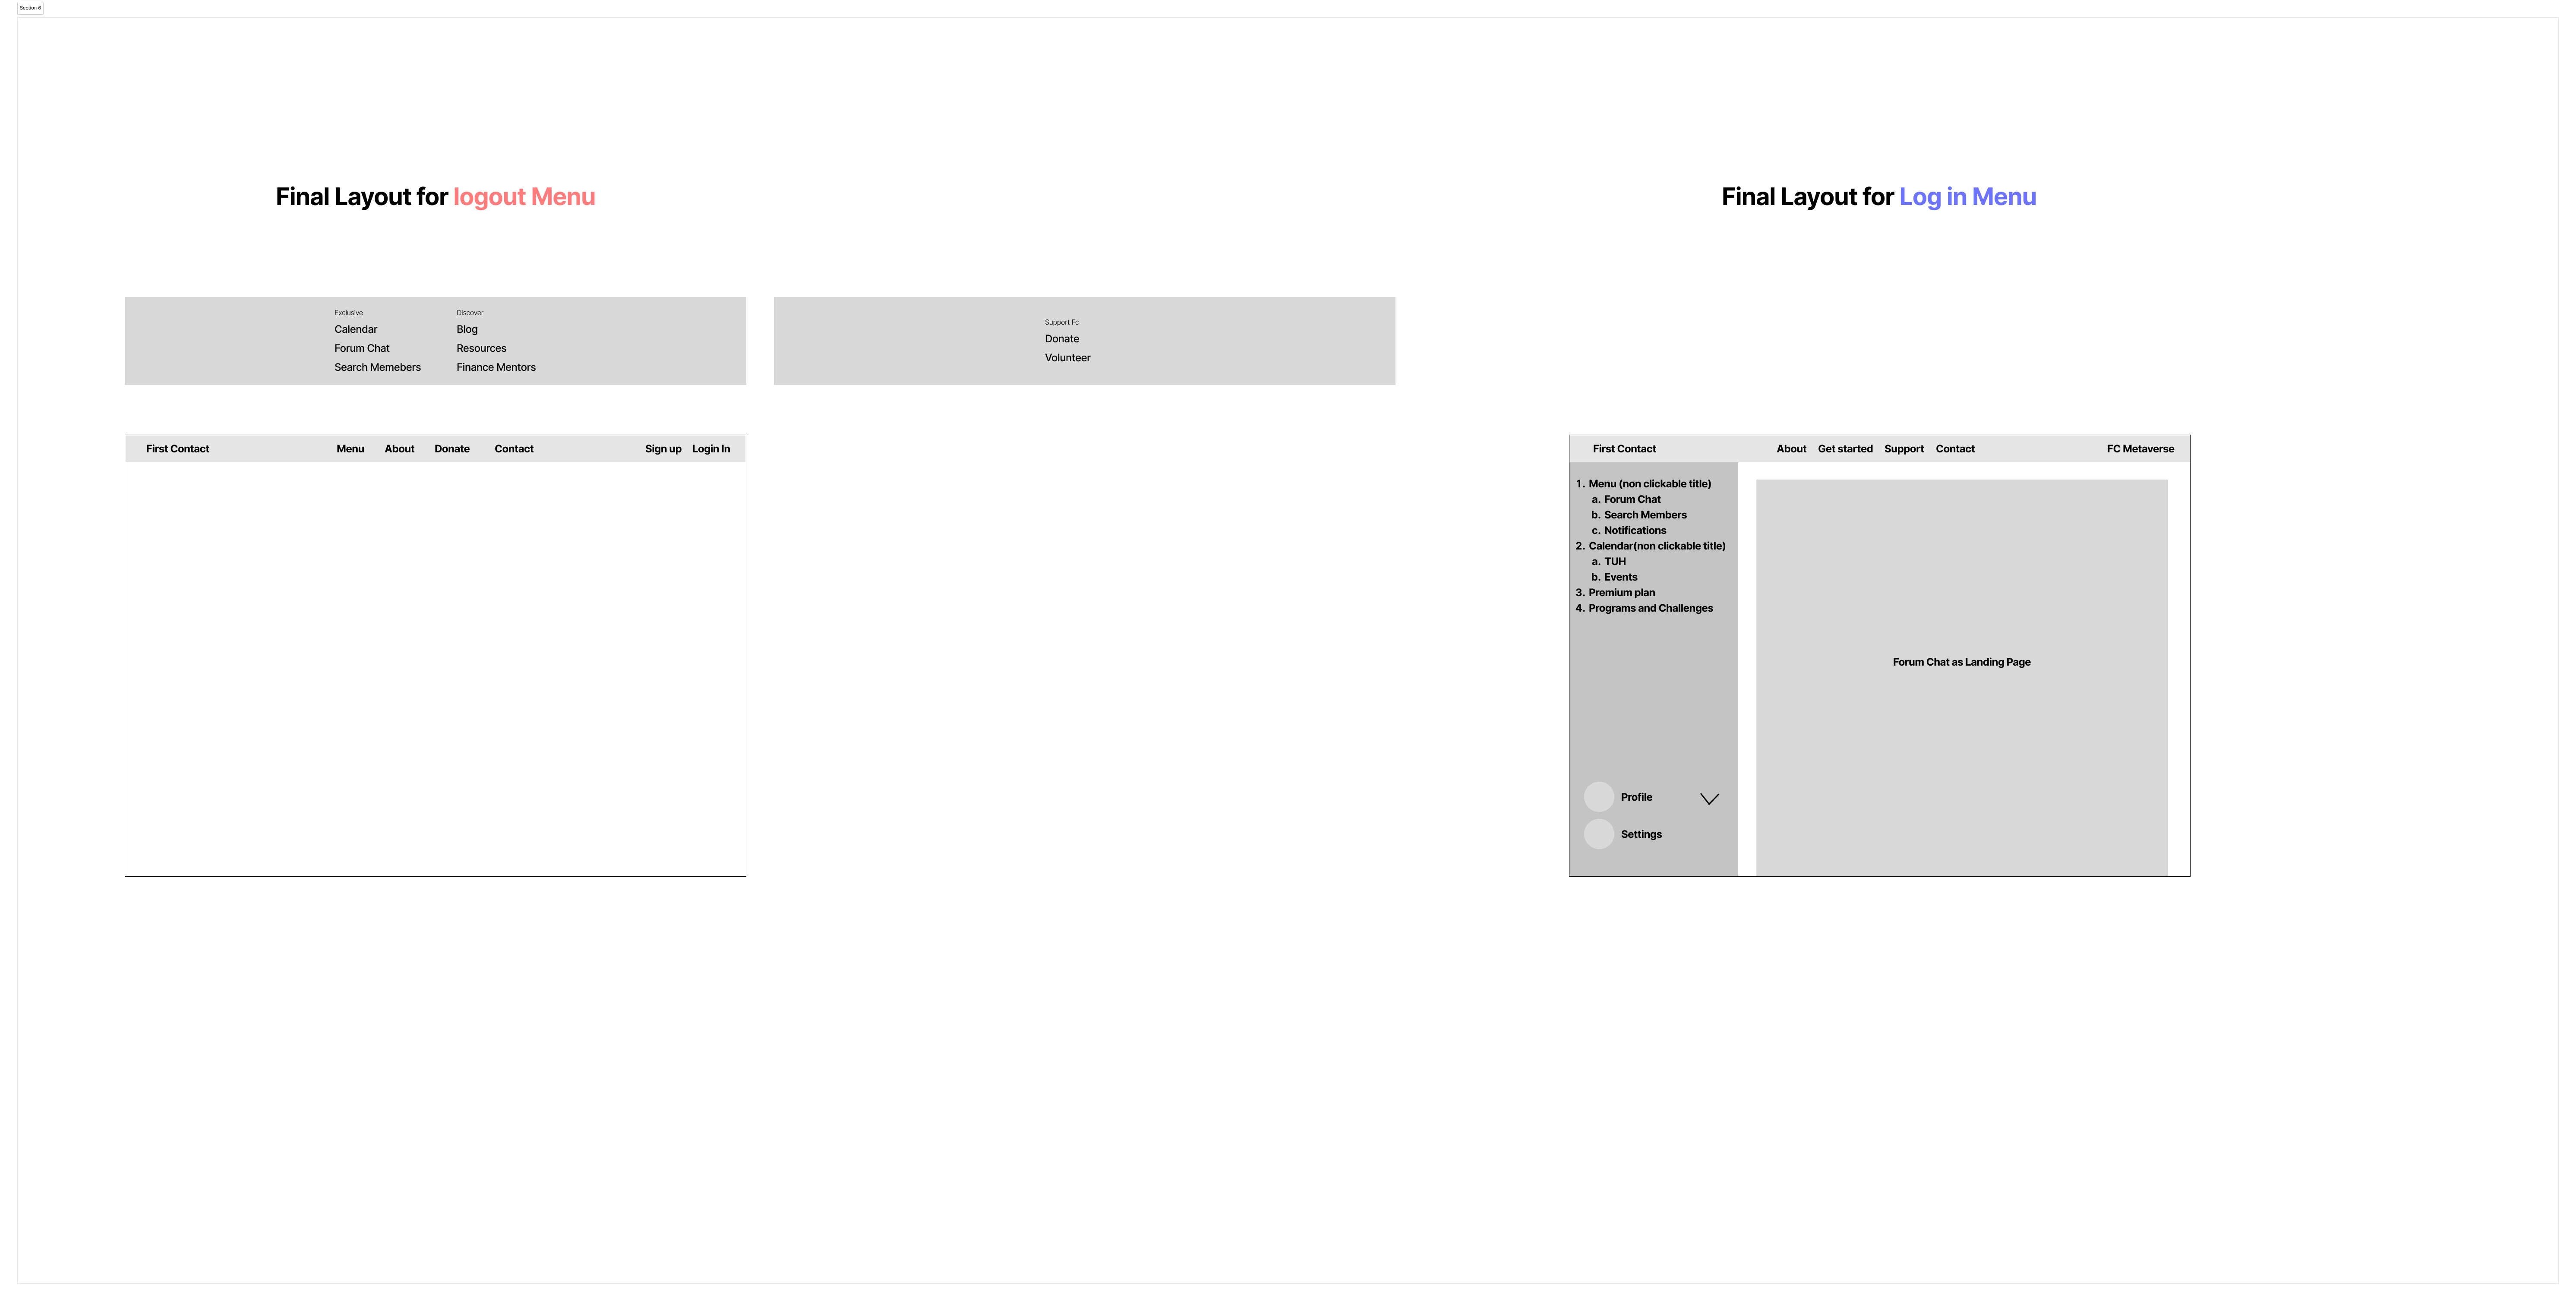 Section 6
Final Layout for logout Menu
Final Layout for Log in Menu
Exclusive
Calendar
Forum Chat
Search Memebers
Discover
Blog
Resources
Finance Mentors
Support Fc
Donate
Volunteer
First Contact Menu About Donate Contact Sign up Login In
First Contact About Get started Support Contact FC Metaverse
1. Menu (non clickable title)
a. Forum Chat
b. Search Members
c. Notifications
2. Calendar(non clickable title)
a. TUH
b. Events
3. Premium plan
4. Programs and Challenges
Forum Chat as Landing Page
Profile
Settings